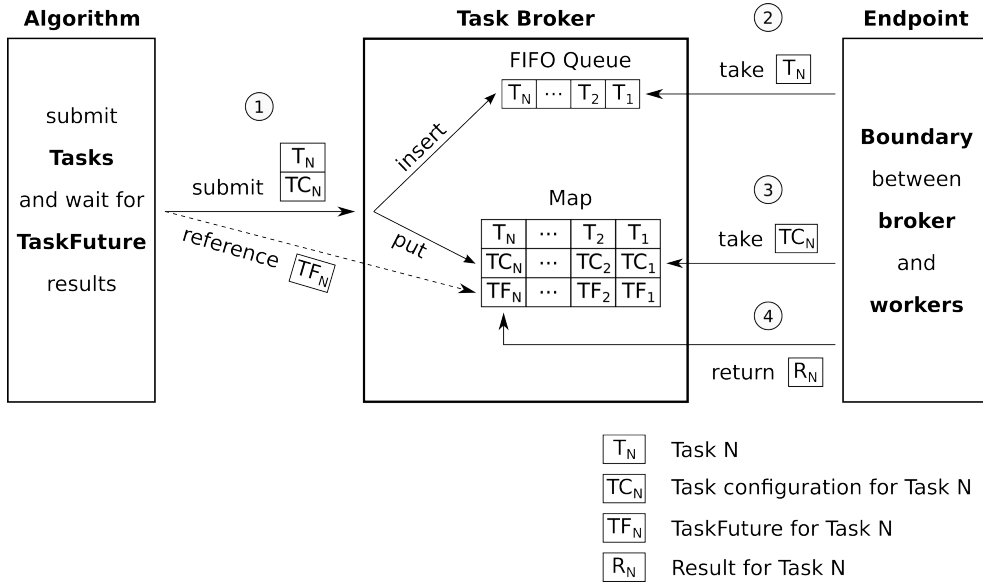 Algorithm
Task Broker
②
Endpoint
FIFO Queue
take T_N
T_N ... T_2 T_1
submit
Tasks
and wait for
TaskFuture
results
①
submit T_N
TC_N
reference TF_N
insert
put
Map
T_N ... T_2 T_1
TC_N ... TC_2 TC_1
TF_N ... TF_2 TF_1
③
take TC_N
④
return R_N
Boundary
between
broker
and
workers
T_N Task N
TC_N Task configuration for Task N
TF_N TaskFuture for Task N
R_N Result for Task N